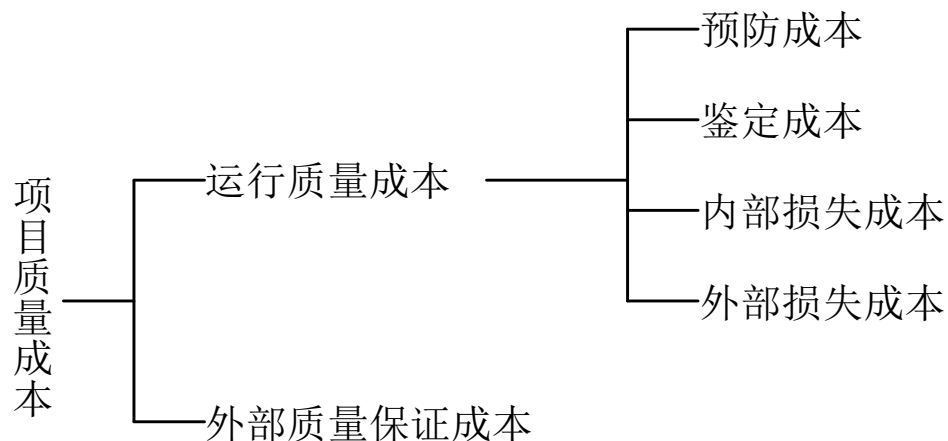 项目质量成本
运行质量成本
预防成本
鉴定成本
内部损失成本
外部损失成本
外部质量保证成本